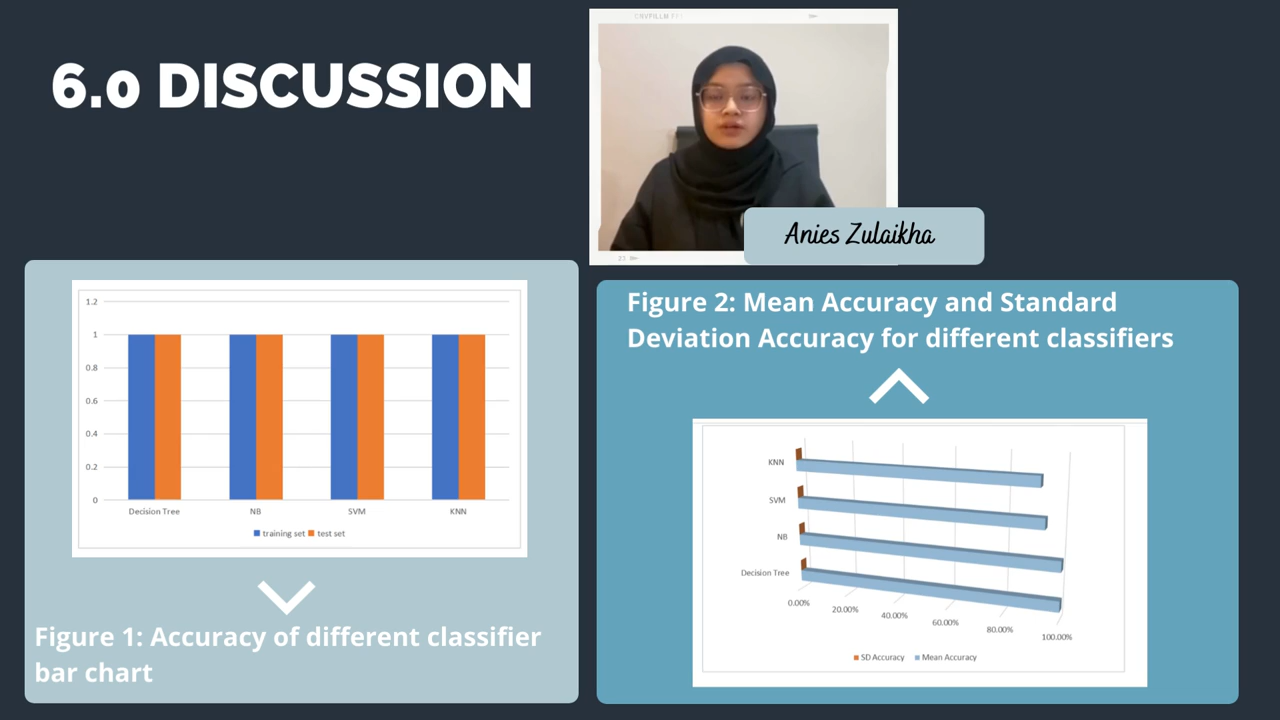 6.0 DISCUSSION
Anies Zulaikha
1.2
1
0.8
0.6
0.4
0.2
0
Decision Tree NB SVM KNN
training set test set
Figure 1: Accuracy of different classifier
bar chart
Figure 2: Mean Accuracy and Standard
Deviation Accuracy for different classifiers
KNN
SVM
NB
Decision Tree
0.00% 20.00% 40.00% 60.00% 80.00% 100.00%
SD Accuracy Mean Accuracy